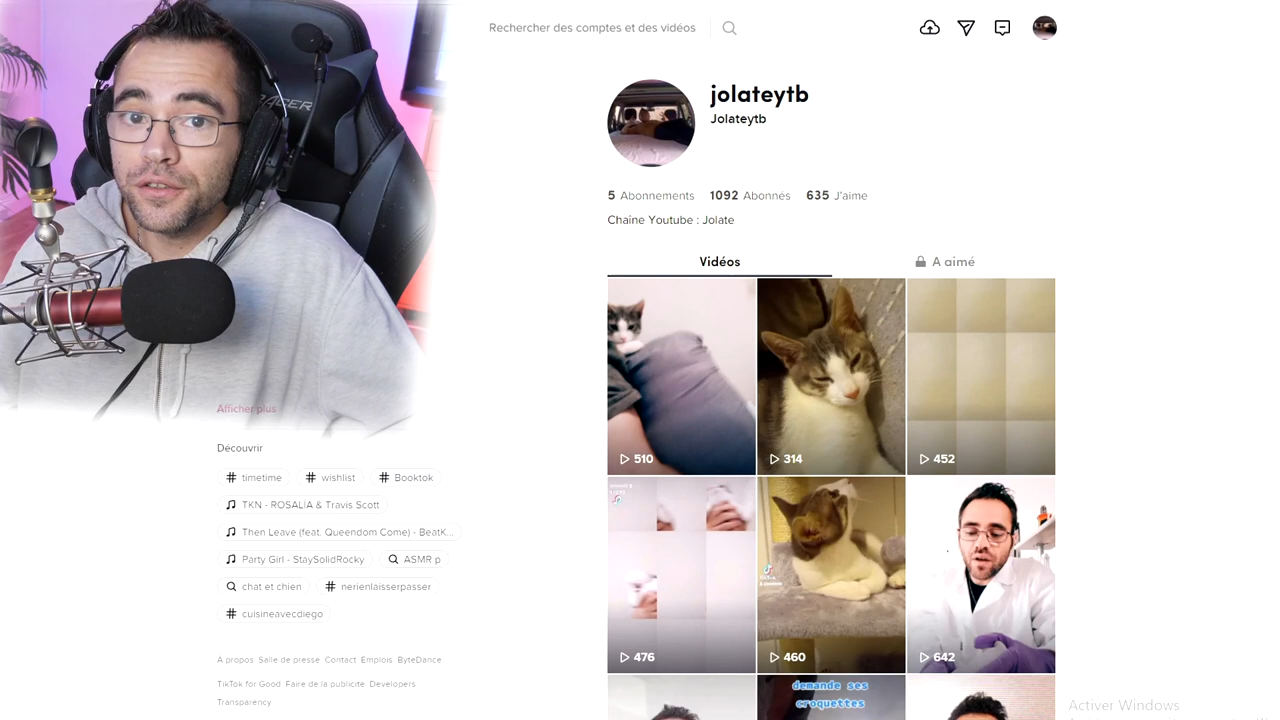 Rechercher des comptes et des vidéos
jolateytb
Jolateytb
5 Abonnements 1092 Abonnés 635 J'aime
Chaine Youtube : Jolate
Vidéos
A aimé
510
314
452
476
460
642
demande ses
croquettes
Afficher plus
Découvrir
# timetime # wishlist # Booktok
TKN - ROSALÍA & Travis Scott
Then Leave (feat. Queendom Come) - BeatK...
Party Girl - StaySolidRocky ASMR p
chat et chien # nerienlaisserpasser
# cuisineavecdiego
A propos Salle de presse Contact Emplois ByteDance
TikTok for Good Faire de la publicité Developers
Transparency
Activer Windows